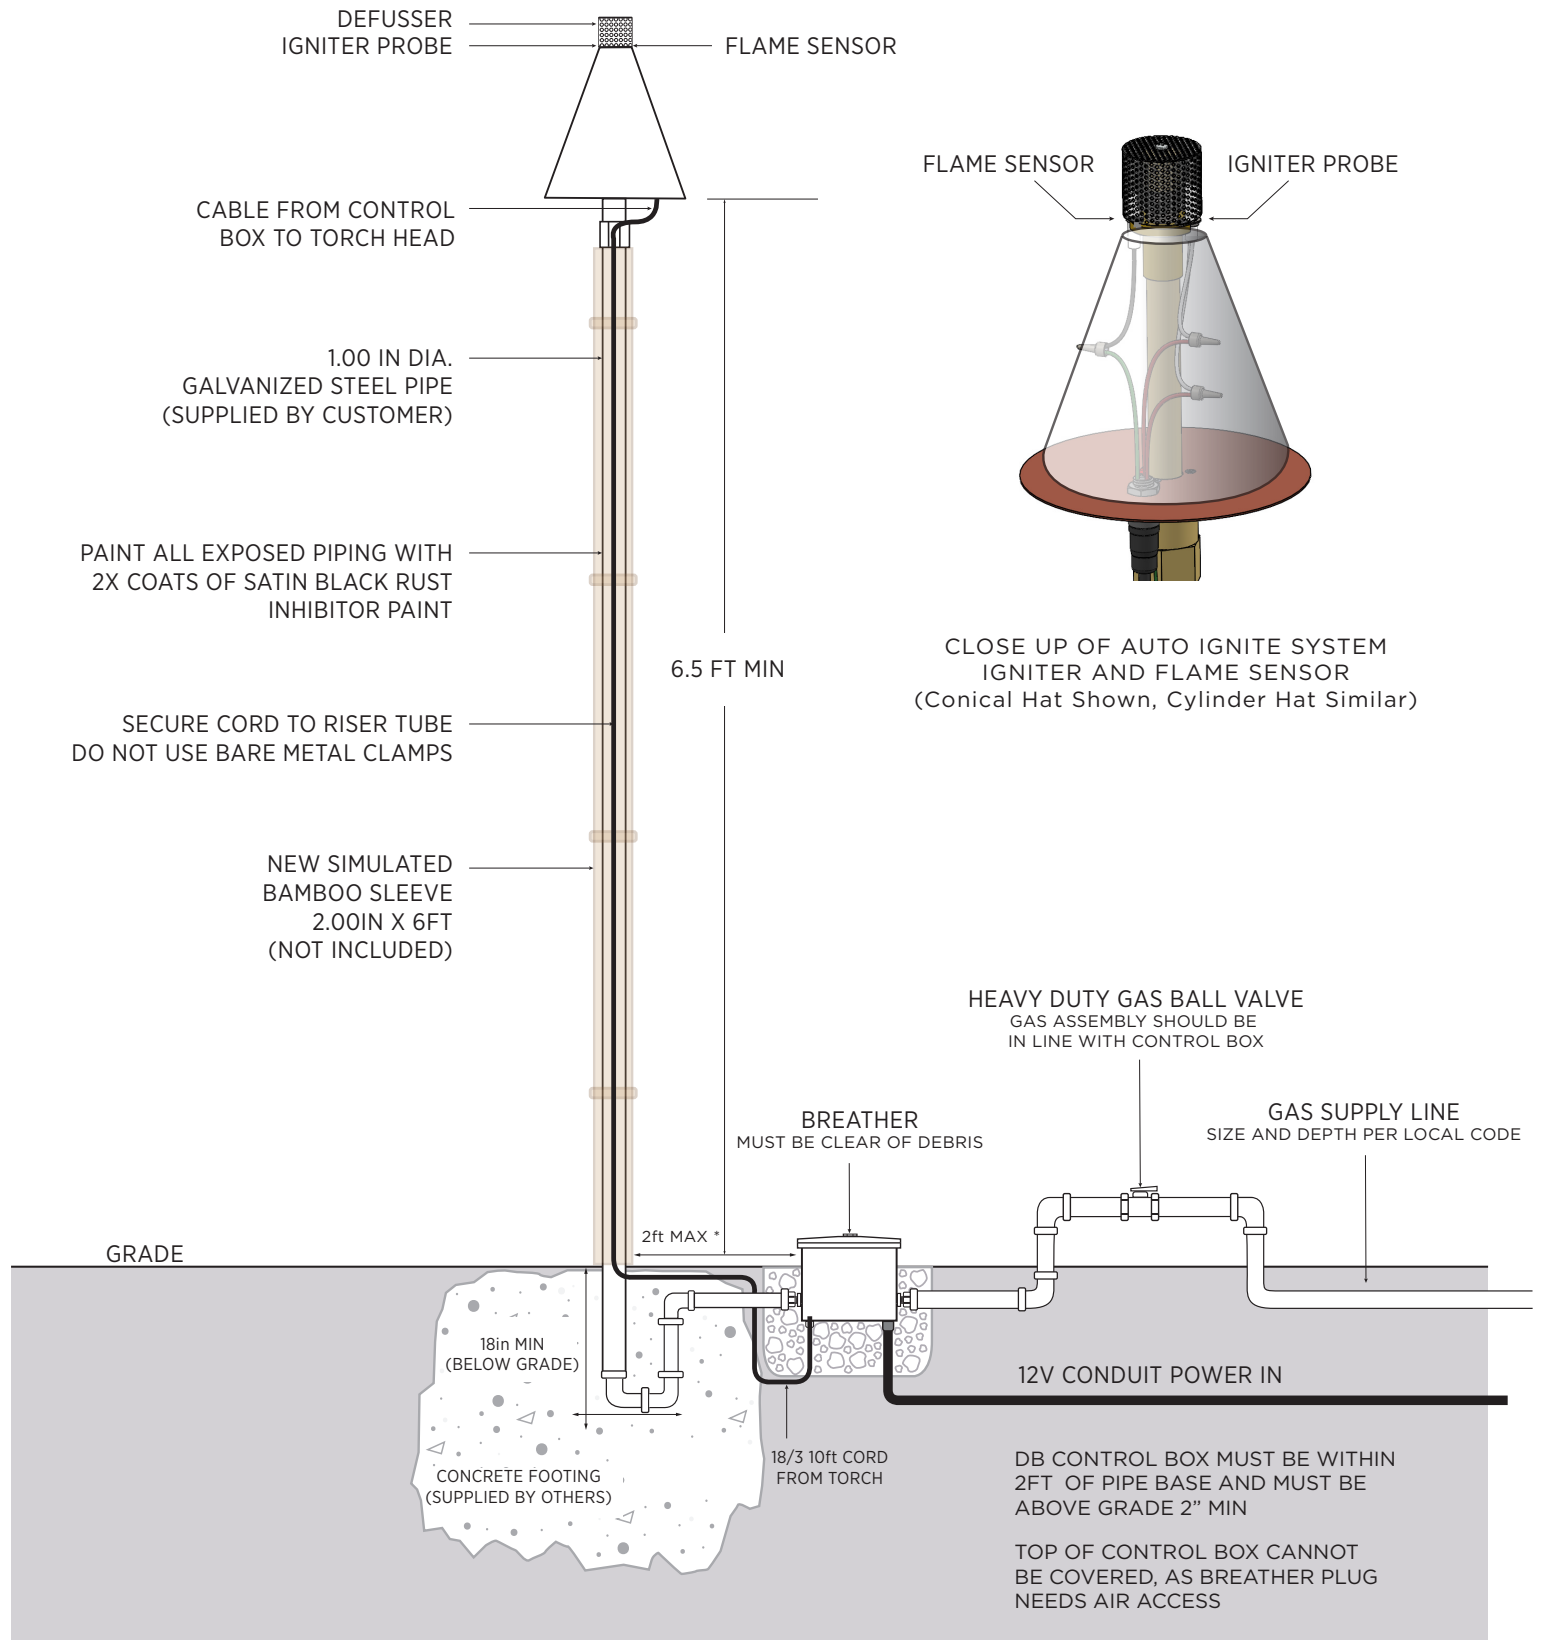 DEFUSSER
IGNITER PROBE
FLAME SENSOR
FLAME SENSOR
IGNITER PROBE
CABLE FROM CONTROL
BOX TO TORCH HEAD
1.00 IN DIA.
GALVANIZED STEEL PIPE
(SUPPLIED BY CUSTOMER)
PAINT ALL EXPOSED PIPING WITH
2X COATS OF SATIN BLACK RUST
INHIBITOR PAINT
6.5 FT MIN
CLOSE UP OF AUTO IGNITE SYSTEM
IGNITER AND FLAME SENSOR
(Conical Hat Shown, Cylinder Hat Similar)
SECURE CORD TO RISER TUBE
DO NOT USE BARE METAL CLAMPS
NEW SIMULATED
BAMBOO SLEEVE
2.00IN X 6FT
(NOT INCLUDED)
HEAVY DUTY GAS BALL VALVE
GAS ASSEMBLY SHOULD BE
IN LINE WITH CONTROL BOX
BREATHER
MUST BE CLEAR OF DEBRIS
GAS SUPPLY LINE
SIZE AND DEPTH PER LOCAL CODE
2ft MAX *
GRADE
18in MIN
(BELOW GRADE)
12V CONDUIT POWER IN
18/3 10ft CORD
FROM TORCH
CONCRETE FOOTING
(SUPPLIED BY OTHERS)
DB CONTROL BOX MUST BE WITHIN
2FT OF PIPE BASE AND MUST BE
ABOVE GRADE 2” MIN
TOP OF CONTROL BOX CANNOT
BE COVERED, AS BREATHER PLUG
NEEDS AIR ACCESS